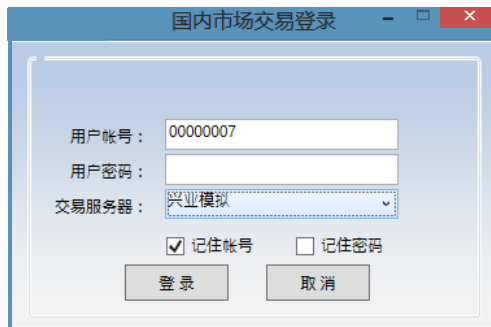 国内市场交易登录
用户帐号： 00000007
用户密码：
交易服务器： 兴业模拟
记住帐号 记住密码
登录 取消